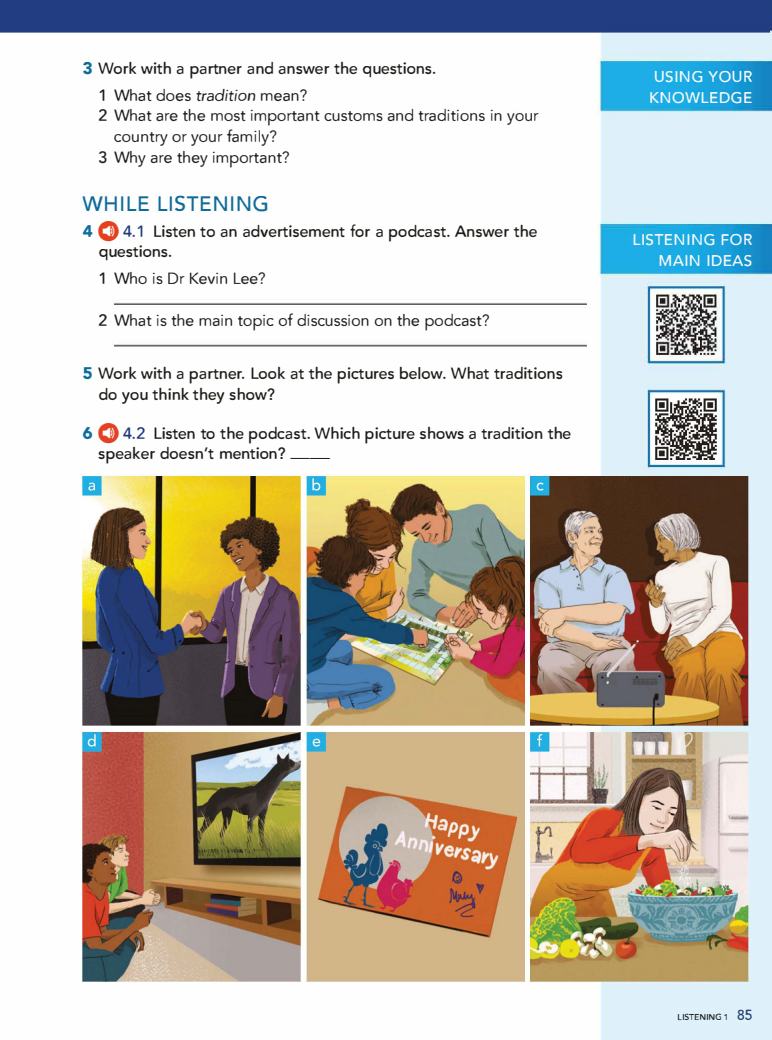 3 Work with a partner and answer the questions.
1 What does tradition mean?
2 What are the most important customs and traditions in your
country or your family?
3 Why are they important?
USING YOUR
KNOWLEDGE
WHILE LISTENING
4 4.1 Listen to an advertisement for a podcast. Answer the
questions.
1 Who is Dr Kevin Lee?
2 What is the main topic of discussion on the podcast?
LISTENING FOR
MAIN IDEAS
5 Work with a partner. Look at the pictures below. What traditions
do you think they show?
6 4.2 Listen to the podcast. Which picture shows a tradition the
speaker doesn't mention? ____
a
b
c
d
e
Happy
Anniversary
f
LISTENING 1 85